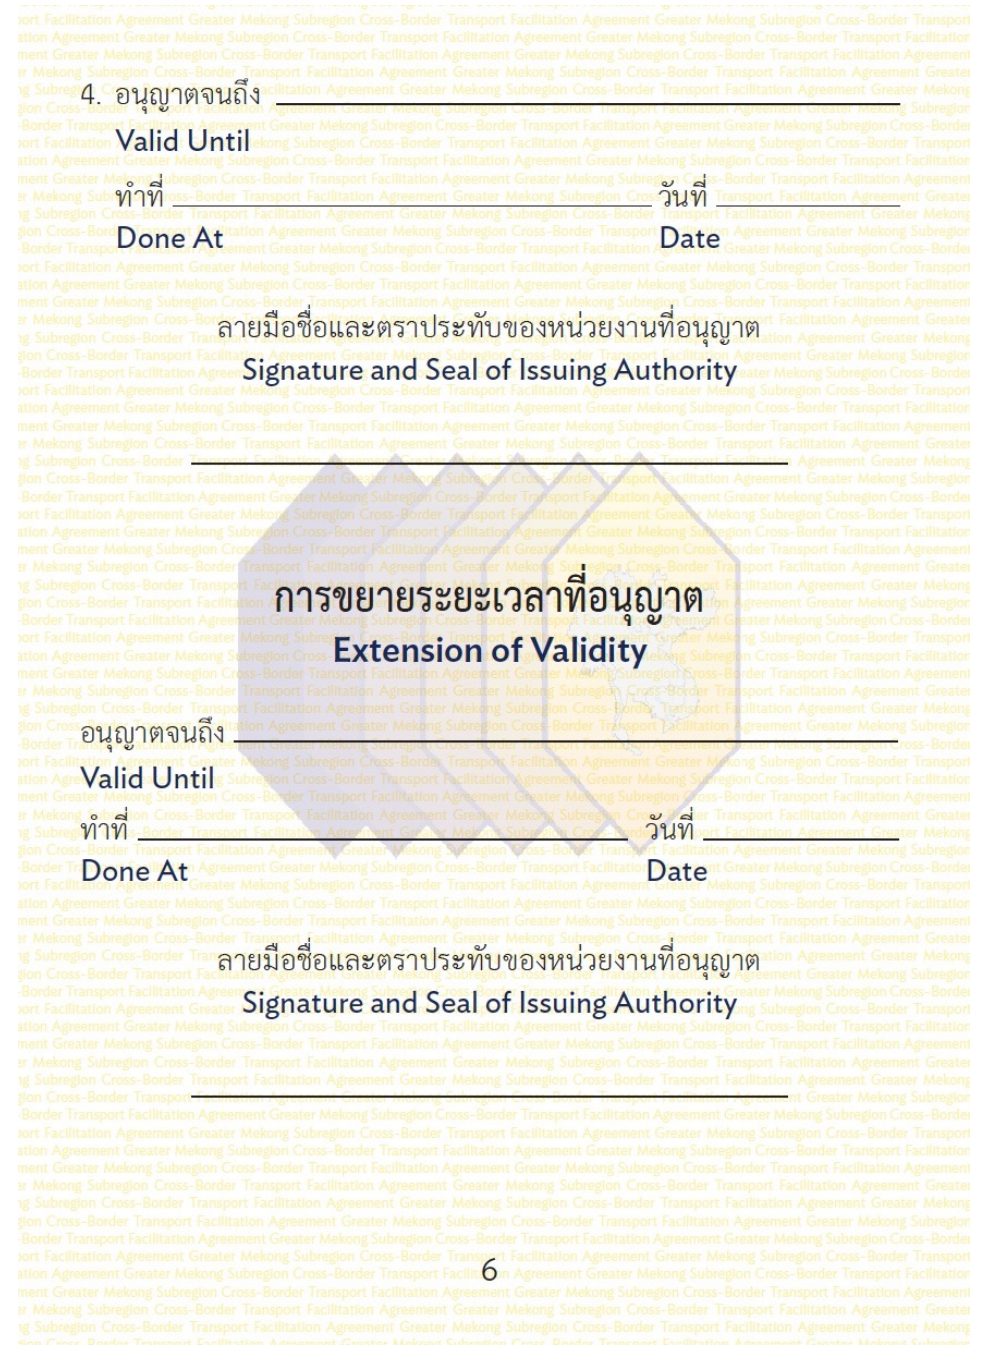 4. อนุญาตจนถึง
Valid Until
ทำที่ วันที่
Done At Date
ลายมือชื่อและตราประทับของหน่วยงานที่อนุญาต
Signature and Seal of Issuing Authority
การขยายระยะเวลาที่อนุญาต
Extension of Validity
อนุญาตจนถึง
Valid Until
ทำที่ วันที่
Done At Date
ลายมือชื่อและตราประทับของหน่วยงานที่อนุญาต
Signature and Seal of Issuing Authority
6